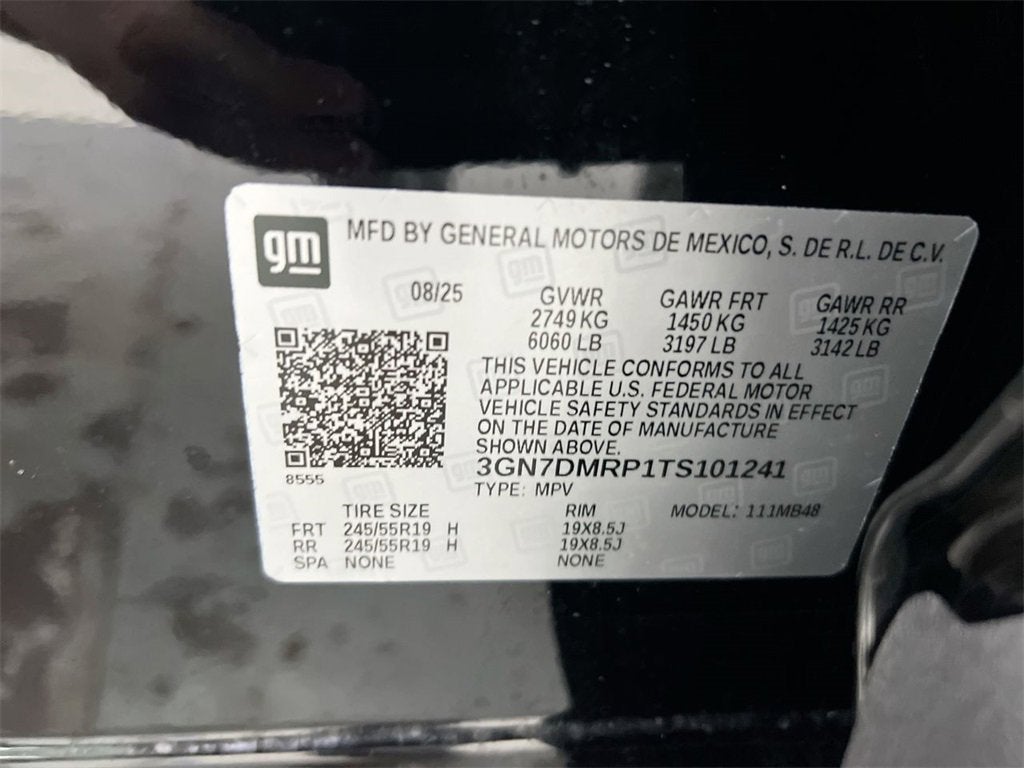 gm
MFD BY GENERAL MOTORS DE MEXICO, S. DE R.L. DE C.V.
08/25 GVWR GAWR FRT GAWR RR
2749 KG 1450 KG 1425 KG
6060 LB 3197 LB 3142 LB
THIS VEHICLE CONFORMS TO ALL
APPLICABLE U.S. FEDERAL MOTOR
VEHICLE SAFETY STANDARDS IN EFFECT
ON THE DATE OF MANUFACTURE
SHOWN ABOVE.
3GN7DMRP1TS101241
8555
TYPE: MPV
TIRE SIZE RIM MODEL: 111MB48
FRT 245/55R19 H 19X8.5J
RR 245/55R19 H 19X8.5J
SPA NONE NONE